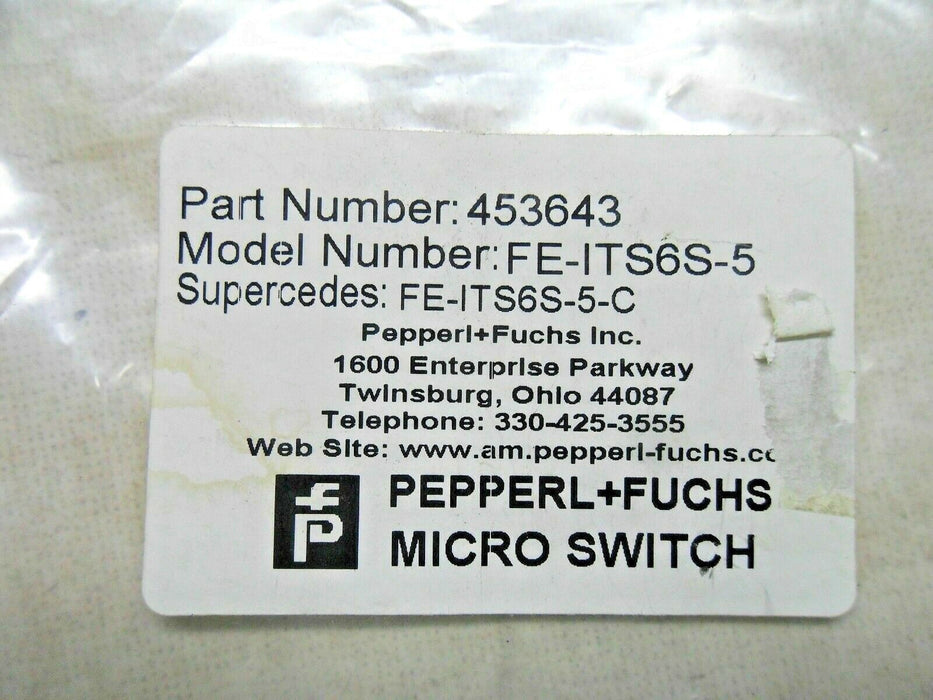 Part Number: 453643
Model Number: FE-ITS6S-5
Supercedes: FE-ITS6S-5-C
Pepperl+Fuchs Inc.
1600 Enterprise Parkway
Twinsburg, Ohio 44087
Telephone: 330-425-3555
Web Site: www.am.pepperl-fuchs.co
PEPPERL+FUCHS
MICRO SWITCH